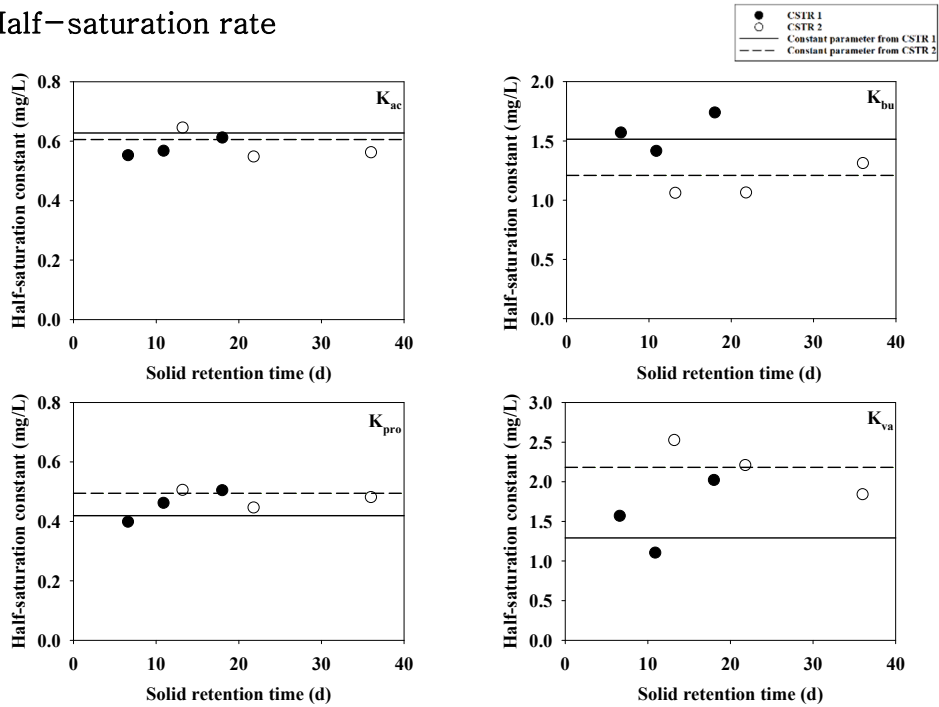 Half-saturation rate
CSTR 1
CSTR 2
Constant parameter from CSTR 1
Constant parameter from CSTR 2
Half-saturation constant (mg/L)
0.8
0.6
0.4
0.2
0.0
K_ac
0 10 20 30 40
Solid retention time (d)
Half-saturation constant (mg/L)
2.0
1.5
1.0
0.5
0.0
K_bu
0 10 20 30 40
Solid retention time (d)
Half-saturation constant (mg/L)
0.8
0.6
0.4
0.2
0.0
K_pro
0 10 20 30 40
Solid retention time (d)
Half-saturation constant (mg/L)
3.0
2.5
2.0
1.5
1.0
0.5
0.0
K_va
0 10 20 30 40
Solid retention time (d)